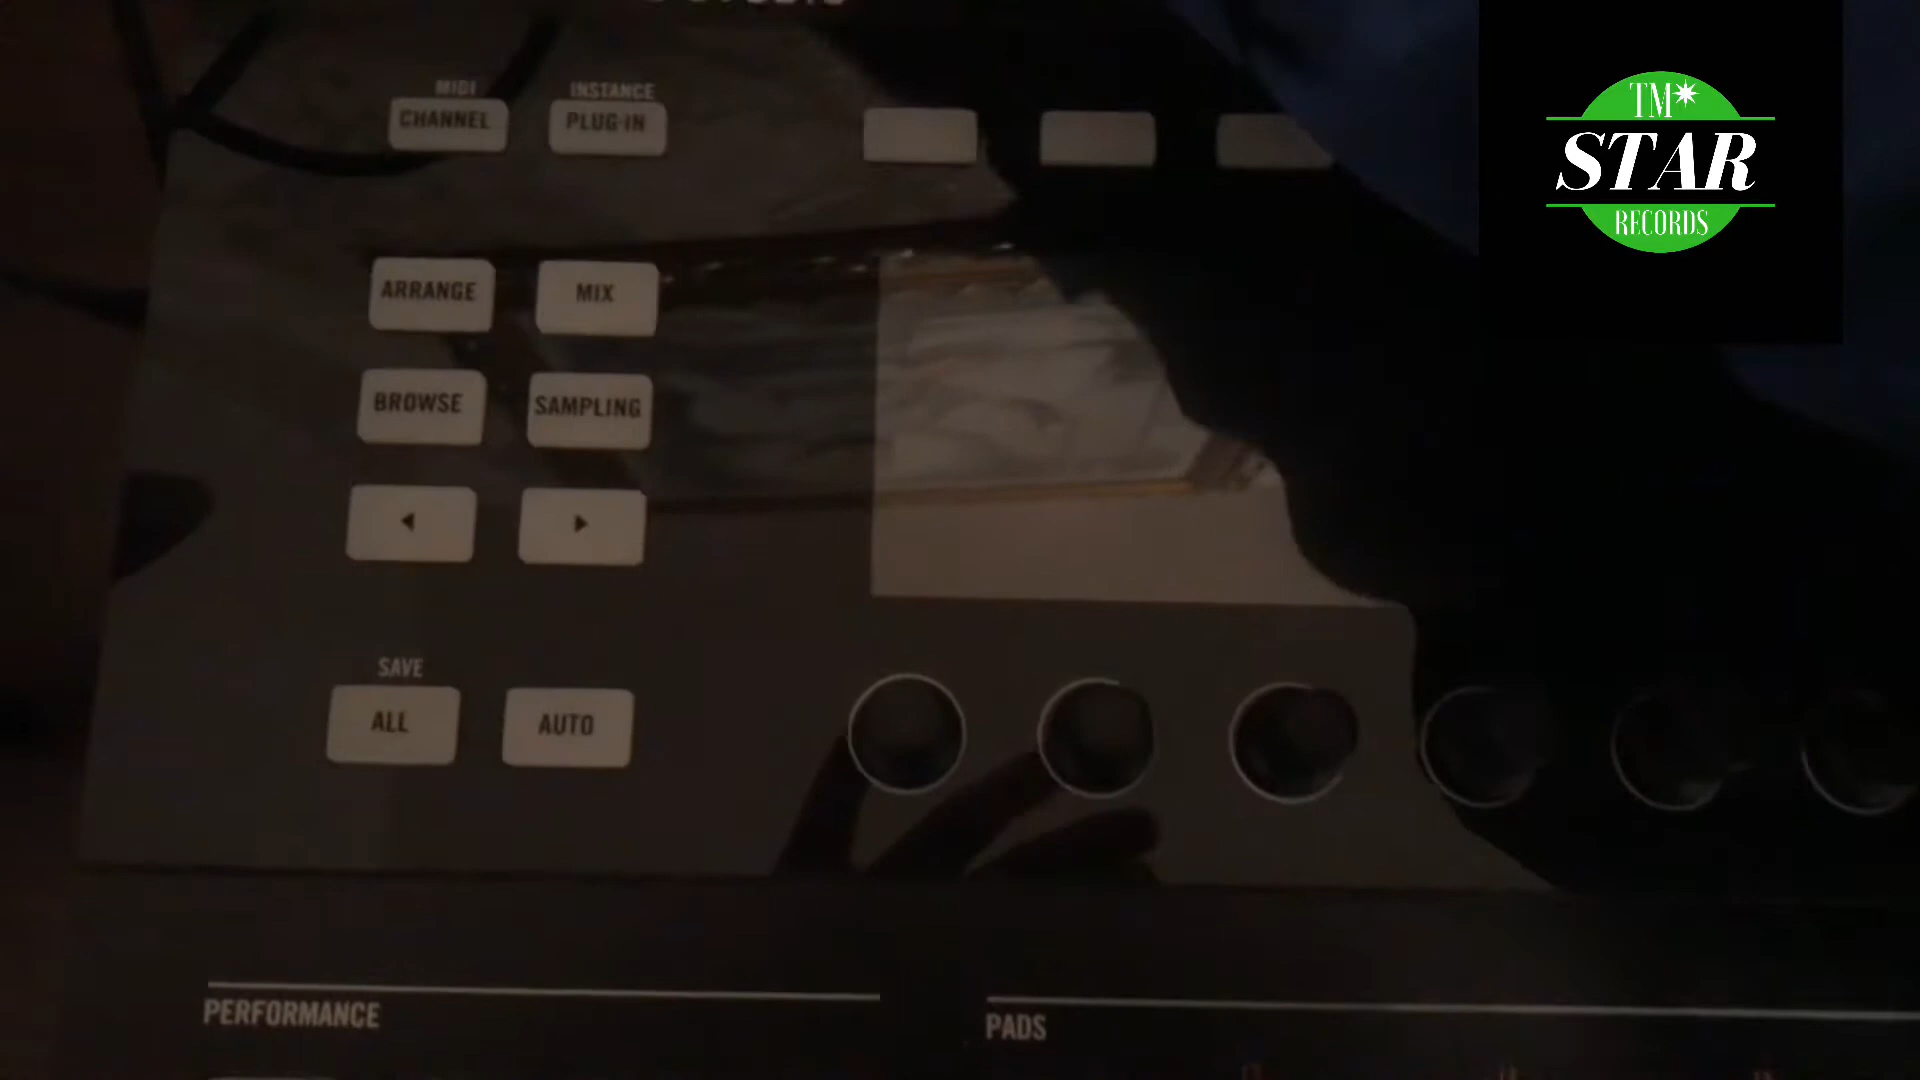 MIDI
CHANNEL
INSTANCE
PLUG-IN
ARRANGE
MIX
BROWSE
SAMPLING
SAVE
ALL
AUTO
PERFORMANCE
PADS
TM
STAR
RECORDS